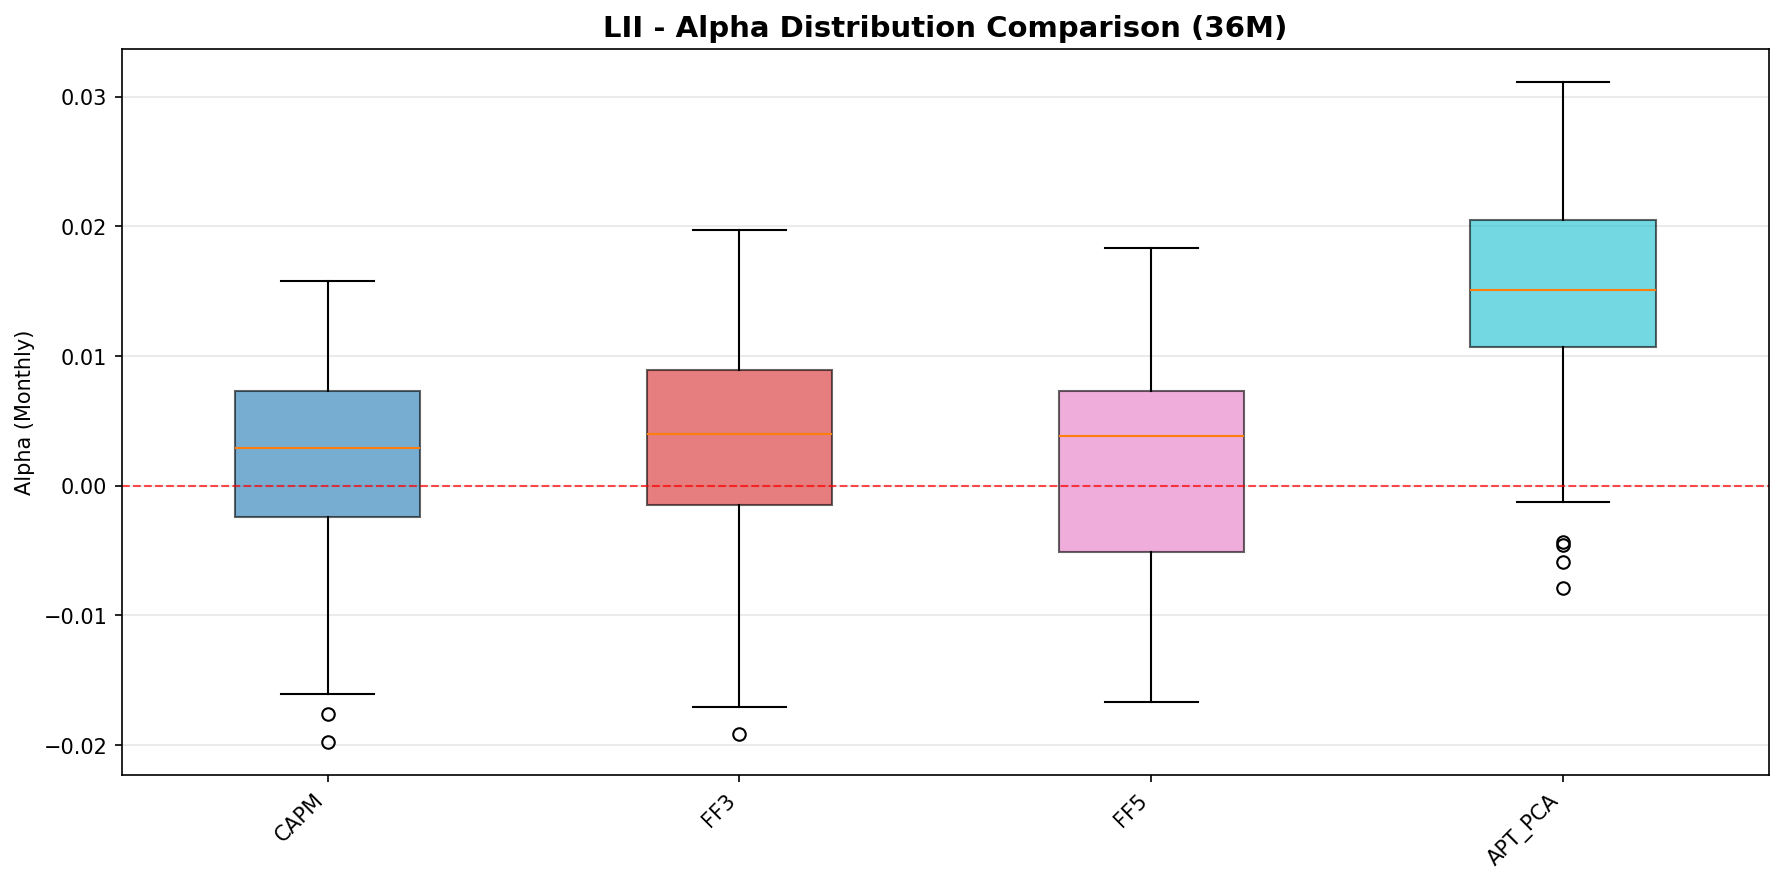 LII - Alpha Distribution Comparison (36M)
Alpha (Monthly)
0.03
0.02
0.01
0.00
−0.01
−0.02
CAPM
FF3
FF5
APT_PCA